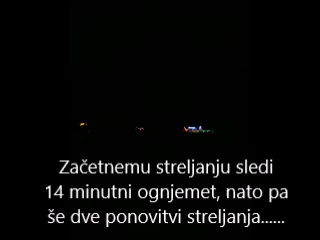 Začetnemu streljanju sledi
14 minutni ognjemet, nato pa
še dve ponovitvi streljanja......